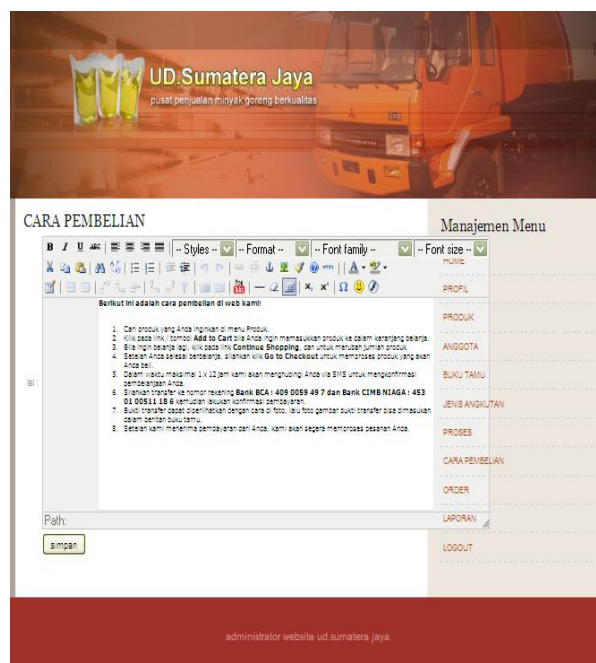 UD.Sumatera Jaya
pusat penjualan minyak goreng berkualitas
CARA PEMBELIAN
-- Styles --
-- Format --
-- Font family --
-- Font size --
Berikut ini adalah cara pembelian di web kami:
1. Cari produk yang Anda inginkan di menu Produk.
2. Klik pada link / tombol Add to Cart bila Anda ingin memasukkan produk ke dalam keranjang belanja.
3. Bila ingin belanja lagi, klik pada link Continue Shopping, dan untuk merubah jumlah produk
4. Setelah Anda selesai berbelanja, silahkan klik Go to Checkout untuk memproses produk yang akan
Anda beli.
5. Dalam waktu maksimal 1 x 12 jam kami akan menghubingi Anda via SMS untuk mengkonfirmasi
pembelanjaan Anda.
6. Silahkan transfer ke nomor rekening Bank BCA : 409 0059 49 7 dan Bank CIMB NIAGA : 453
01 00511 18 6 kemudian lakukan konfirmasi pembayaran.
7. Bukti transfer dapat diperlihatkan dengan cara di foto, lalu foto gambar bukti transfer bisa dimasukan
dalam beritan buku tamu.
8. Setelah kami menerima pembayaran dari Anda, kami akan segera memproses pesanan Anda.
Isi :
Path:
simpan
Manajemen Menu
HOME
PROFIL
PRODUK
ANGGOTA
BUKU TAMU
JENIS ANGKUTAN
PROSES
CARA PEMBELIAN
ORDER
LAPORAN
LOGOUT
administrator website ud.sumatera jaya.